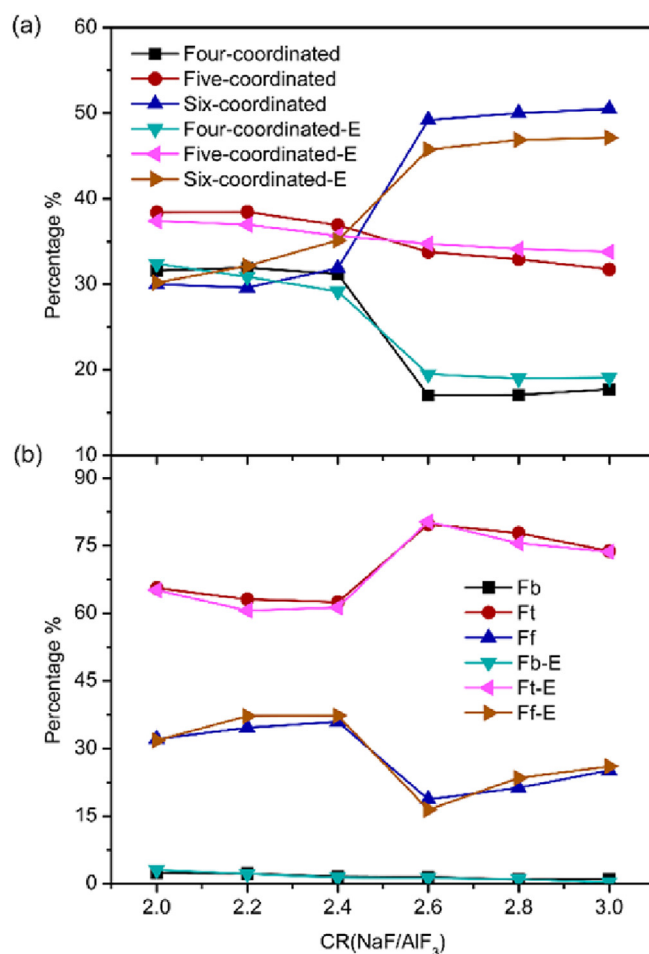 (a)
60
50
40
30
20
10
Percentage %
Four-coordinated
Five-coordinated
Six-coordinated
Four-coordinated-E
Five-coordinated-E
Six-coordinated-E
(b)
90
75
60
45
30
15
0
Percentage %
Fb
Ft
Ff
Fb-E
Ft-E
Ff-E
2.0 2.2 2.4 2.6 2.8 3.0
CR(NaF/AlF₃)